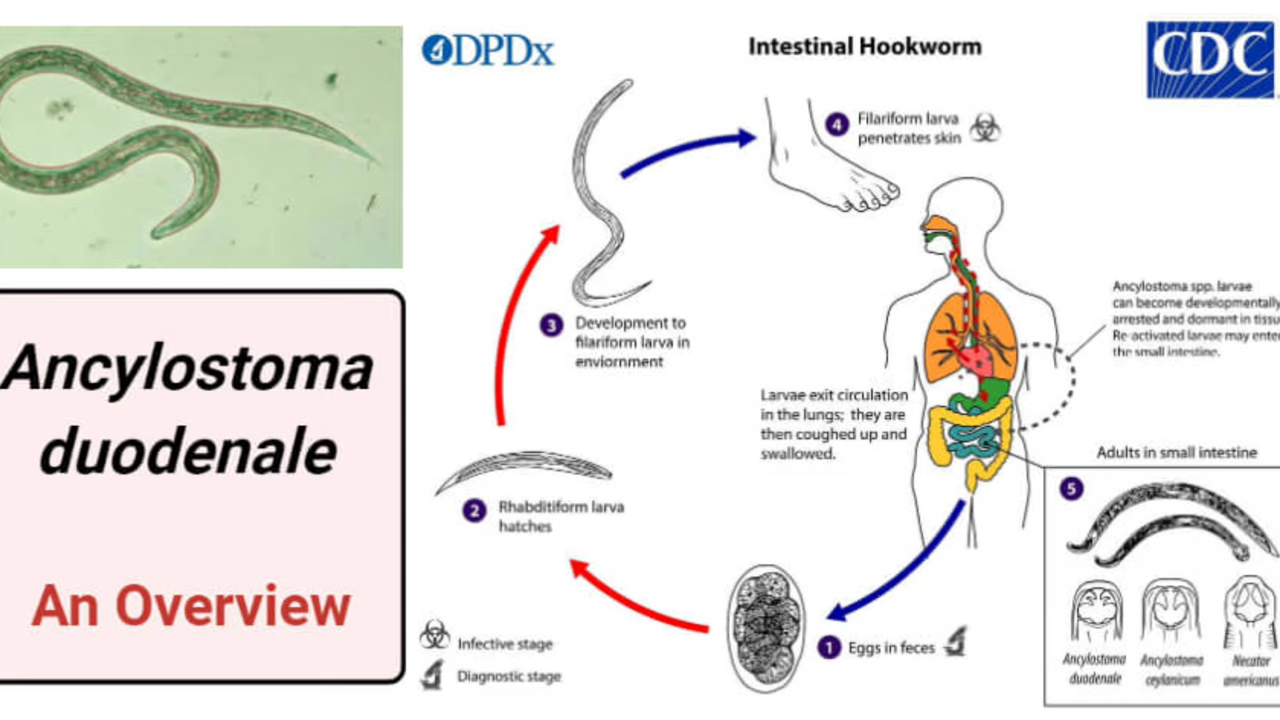 Ancylostoma
duodenale
An Overview
DPDx
Intestinal Hookworm
CDC
4
Filariform larva
penetrates skin
3
Development to
filariform larva in
enviornment
Ancylostoma spp. larvae
can become developmentally
arrested and dormant in tissu
Re-activated larvae may ente
the small intestine.
Larvae exit circulation
in the lungs; they are
then coughed up and
swallowed.
2
Rhabditiform larva
hatches
Adults in small intestine
5
Ancylostoma
duodenale
Ancylostoma
ceylanicum
Necator
americanus
1
Eggs in feces
Infective stage
Diagnostic stage